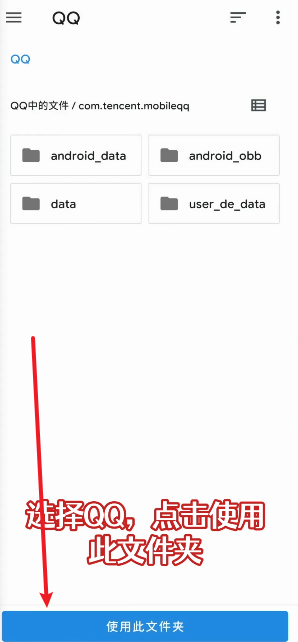 QQ
QQ
QQ中的文件 / com.tencent.mobileqq
android_data
android_obb
data
user_de_data
选择QQ，点击使用
此文件夹
使用此文件夹